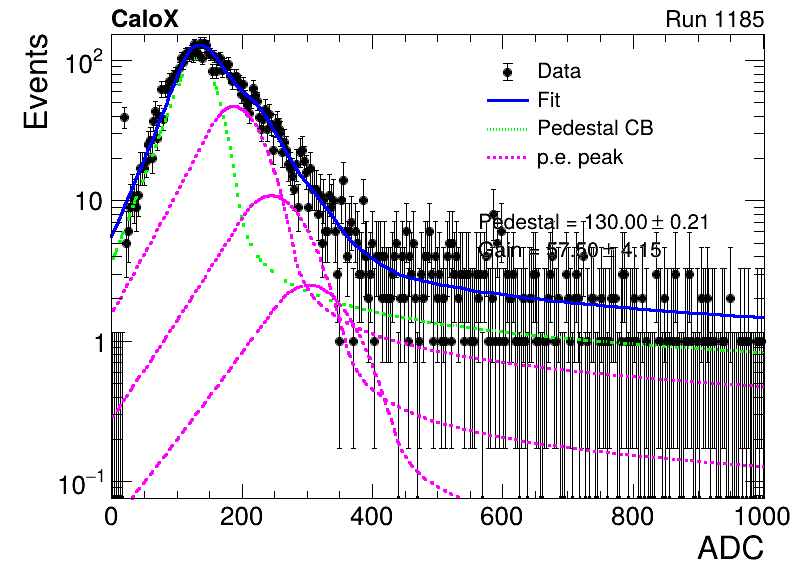 CaloX Run 1185
Events
Data
Fit
Pedestal CB
p.e. peak
Pedestal = 130.00 ± 0.21
Gain = 57.50 ± 4.15
10²
10
1
10⁻¹
0 200 400 600 800 1000
ADC